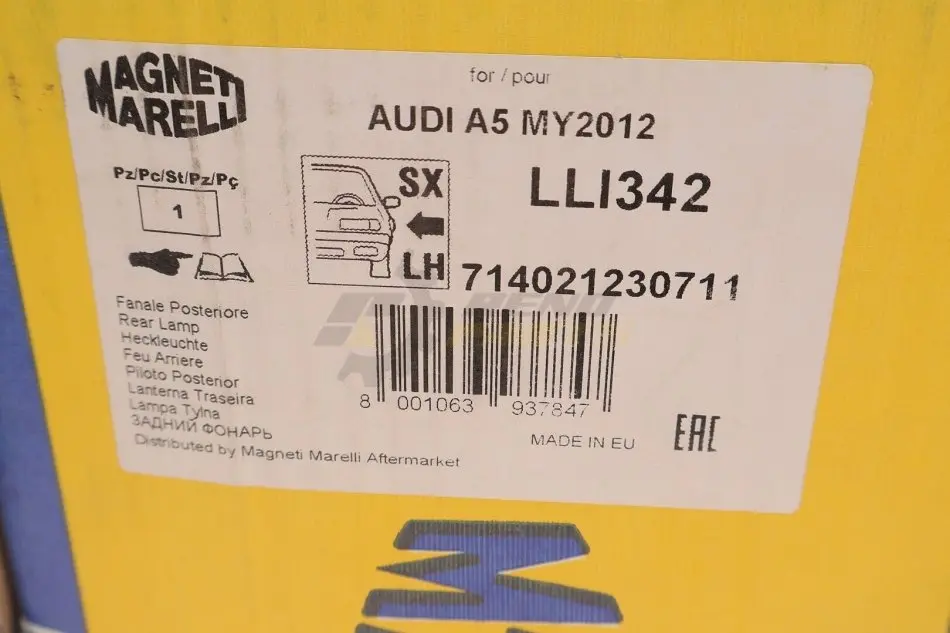 MAGNETI
MARELLI
for / pour
AUDI A5 MY2012
Pz/Pc/St/Pz/Pç
1
SX
LH
LLI342
714021230711
Fanale Posteriore
Rear Lamp
Heckleuchte
Feu Arriere
Piloto Posterior
Lanterna Traseira
Lampa Tylna
ЗАДНИЙ ФОНАРЬ
Distributed by Magneti Marelli Aftermarket
8 001063 937847
MADE IN EU
EAC